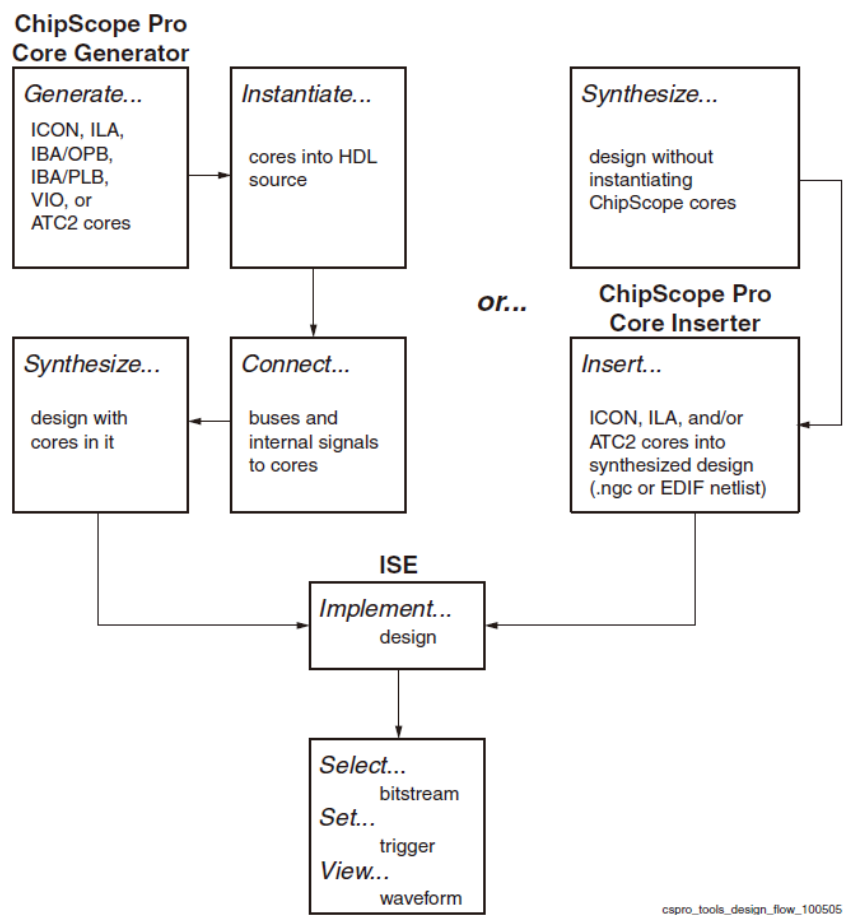 ChipScope Pro
Core Generator
Generate...
ICON, ILA,
IBA/OPB,
IBA/PLB,
VIO, or
ATC2 cores
Instantiate...
cores into HDL
source
Synthesize...
design without
instantiating
ChipScope cores
or...
ChipScope Pro
Core Inserter
Synthesize...
design with
cores in it
Connect...
buses and
internal signals
to cores
Insert...
ICON, ILA, and/or
ATC2 cores into
synthesized design
(.ngc or EDIF netlist)
ISE
Implement...
design
Select...
bitstream
Set...
trigger
View...
waveform
cspro_tools_design_flow_100505